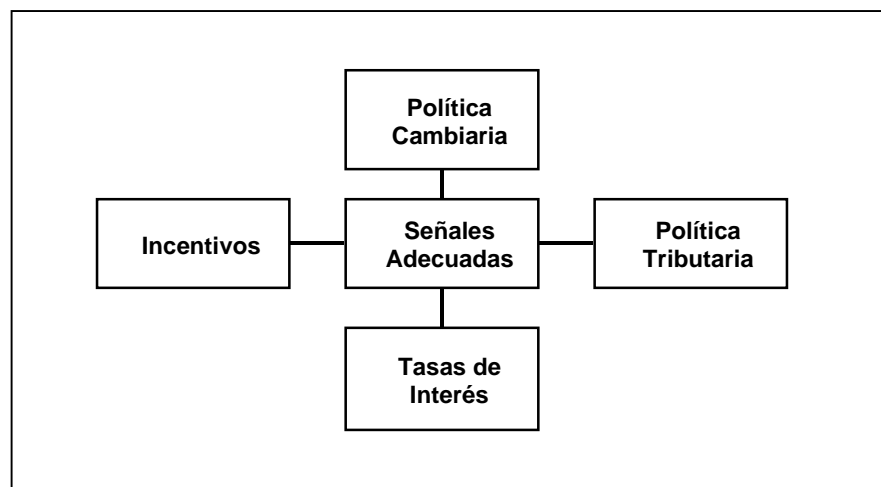 Política
Cambiaria
Incentivos
Señales
Adecuadas
Política
Tributaria
Tasas de
Interés